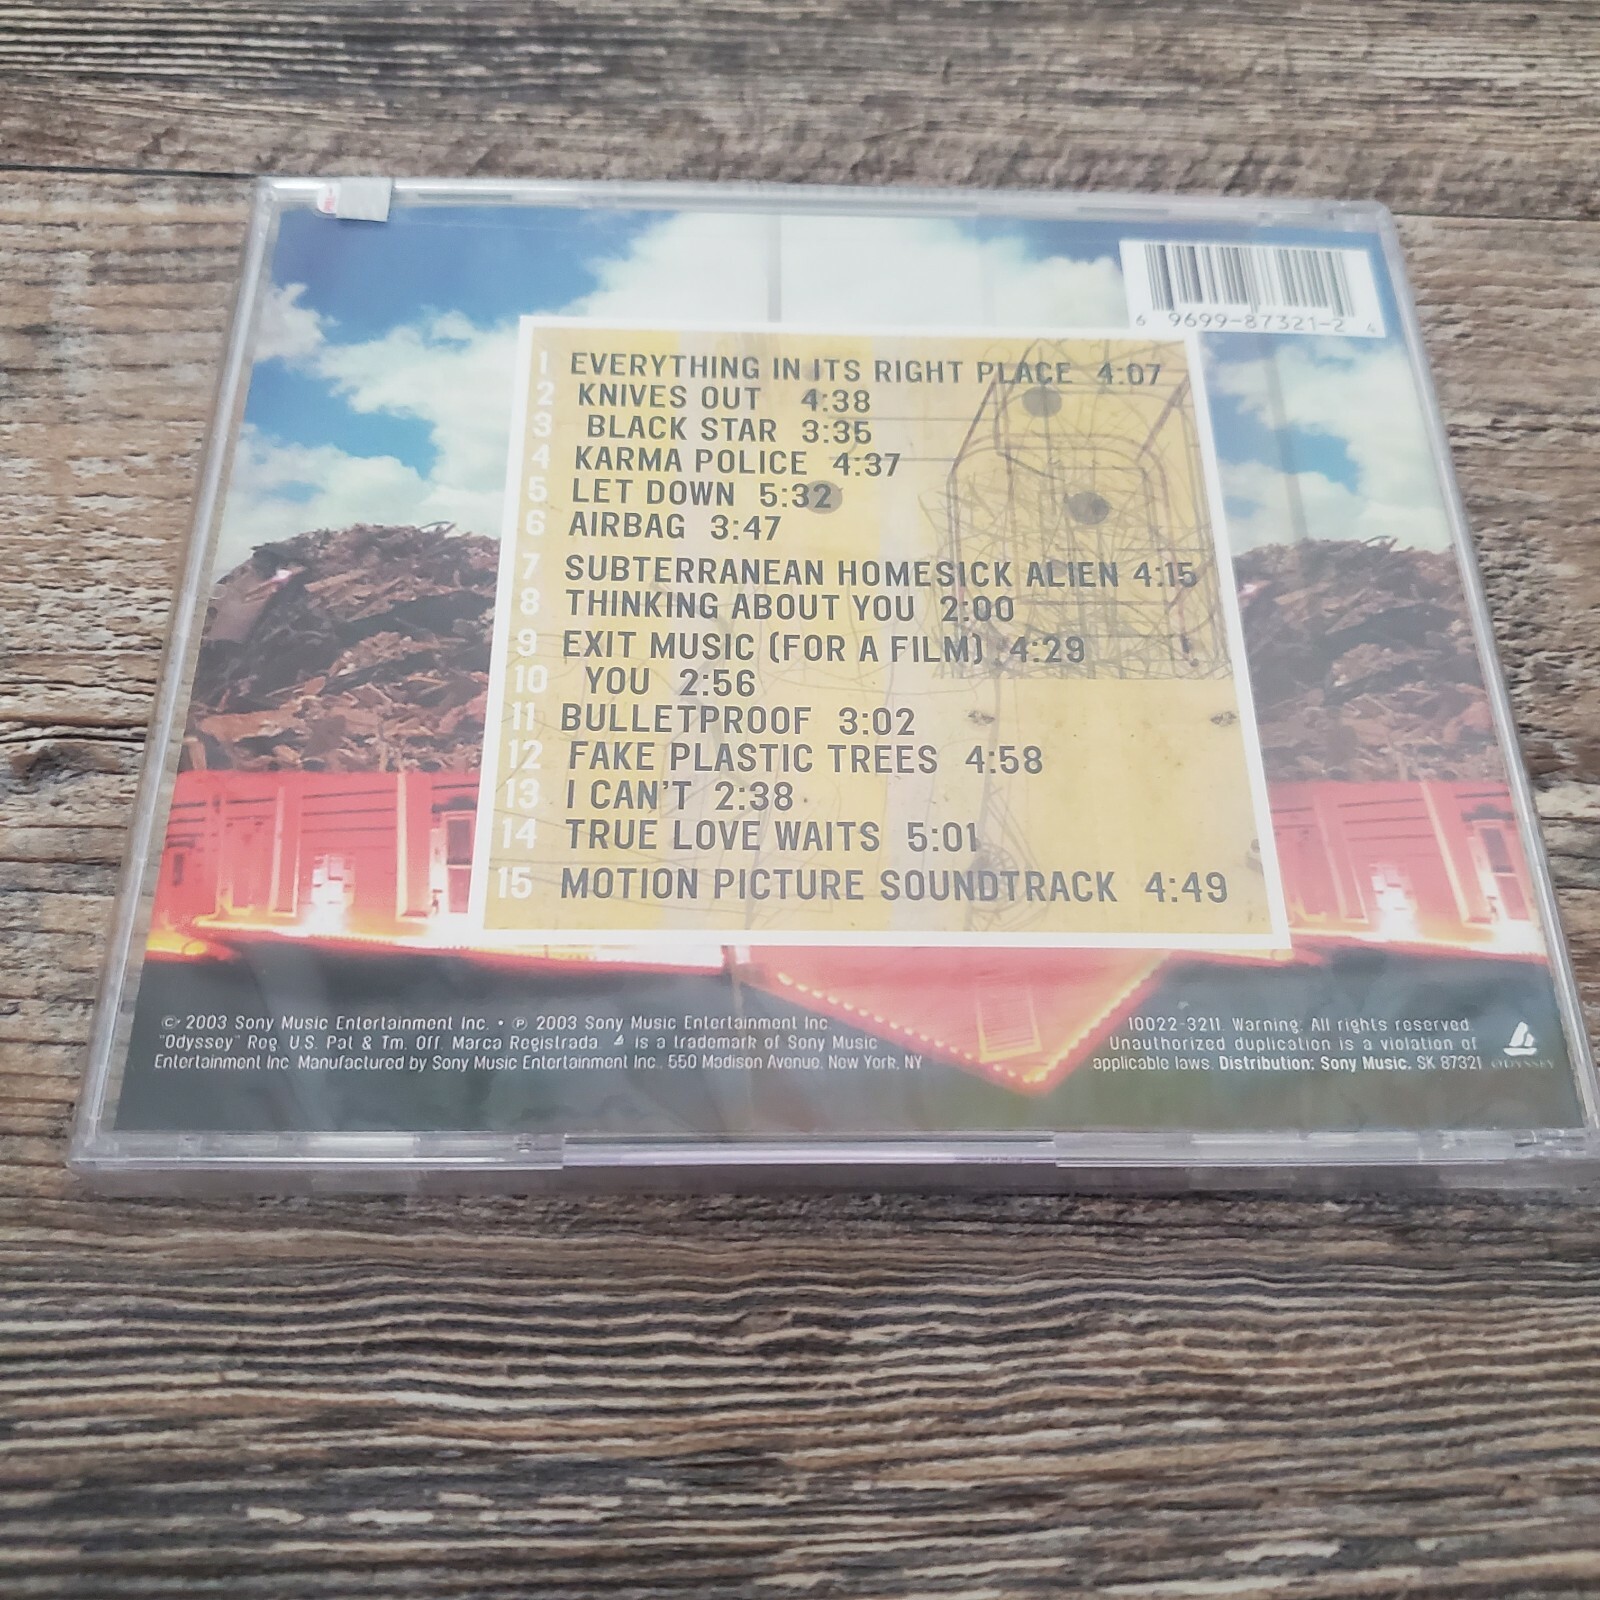 6 9699-87321-2 4
1 EVERYTHING IN ITS RIGHT PLACE 4:07
2 KNIVES OUT 4:38
3 BLACK STAR 3:35
4 KARMA POLICE 4:37
5 LET DOWN 5:32
6 AIRBAG 3:47
7 SUBTERRANEAN HOMESICK ALIEN 4:15
8 THINKING ABOUT YOU 2:00
9 EXIT MUSIC (FOR A FILM) 4:29
10 YOU 2:56
11 BULLETPROOF 3:02
12 FAKE PLASTIC TREES 4:58
13 I CAN'T 2:38
14 TRUE LOVE WAITS 5:01
15 MOTION PICTURE SOUNDTRACK 4:49
© 2003 Sony Music Entertainment Inc. • ℗ 2003 Sony Music Entertainment Inc.
"Odyssey" Reg. U.S. Pat. & Tm. Off. Marca Registrada. is a trademark of Sony Music
Entertainment Inc. Manufactured by Sony Music Entertainment Inc., 550 Madison Avenue, New York, NY
10022-3211. Warning: All rights reserved.
Unauthorized duplication is a violation of
applicable laws. Distribution: Sony Music. SK 87321
ODYSSEY